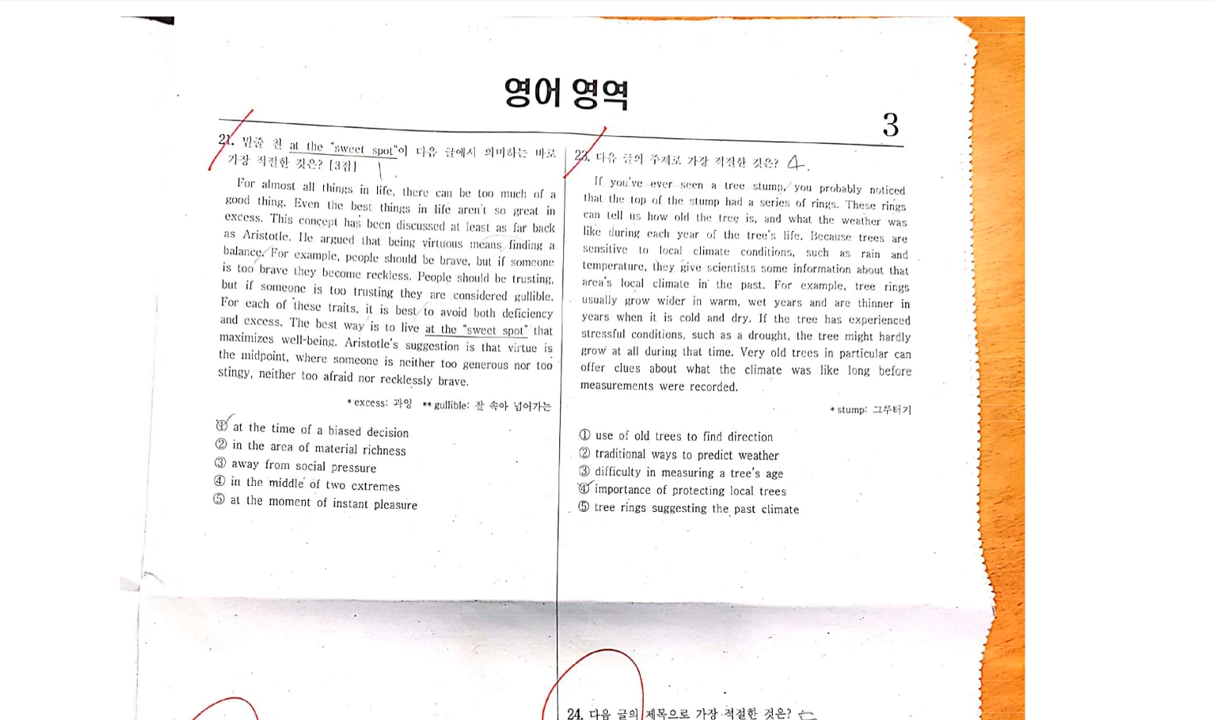 영어 영역
3
21. 밑줄 친 at the "sweet spot"이 다음 글에서 의미하는 바로
가장 적절한 것은? [3점] 1.
For almost all things in life, there can be too much of a
good thing. Even the best things in life aren't so great in
excess. This concept has been discussed at least as far back
as Aristotle. He argued that being virtuous means finding a
balance. For example, people should be brave, but if someone
is too brave they become reckless. People should be trusting,
but if someone is too trusting they are considered gullible.
For each of these traits, it is best to avoid both deficiency
and excess. The best way is to live at the "sweet spot" that
maximizes well-being. Aristotle's suggestion is that virtue is
the midpoint, where someone is neither too generous nor too
stingy, neither too afraid nor recklessly brave.
* excess: 과잉 ** gullible: 잘 속아 넘어가는
① at the time of a biased decision
② in the area of material richness
③ away from social pressure
④ in the middle of two extremes
⑤ at the moment of instant pleasure
23. 다음 글의 주제로 가장 적절한 것은? 4.
If you've ever seen a tree stump, you probably noticed
that the top of the stump had a series of rings. These rings
can tell us how old the tree is, and what the weather was
like during each year of the tree's life. Because trees are
sensitive to local climate conditions, such as rain and
temperature, they give scientists some information about that
area's local climate in the past. For example, tree rings
usually grow wider in warm, wet years and are thinner in
years when it is cold and dry. If the tree has experienced
stressful conditions, such as a drought, the tree might hardly
grow at all during that time. Very old trees in particular can
offer clues about what the climate was like long before
measurements were recorded.
* stump: 그루터기
① use of old trees to find direction
② traditional ways to predict weather
③ difficulty in measuring a tree's age
④ importance of protecting local trees
⑤ tree rings suggesting the past climate
24. 다음 글의 제목으로 가장 적절한 것은?